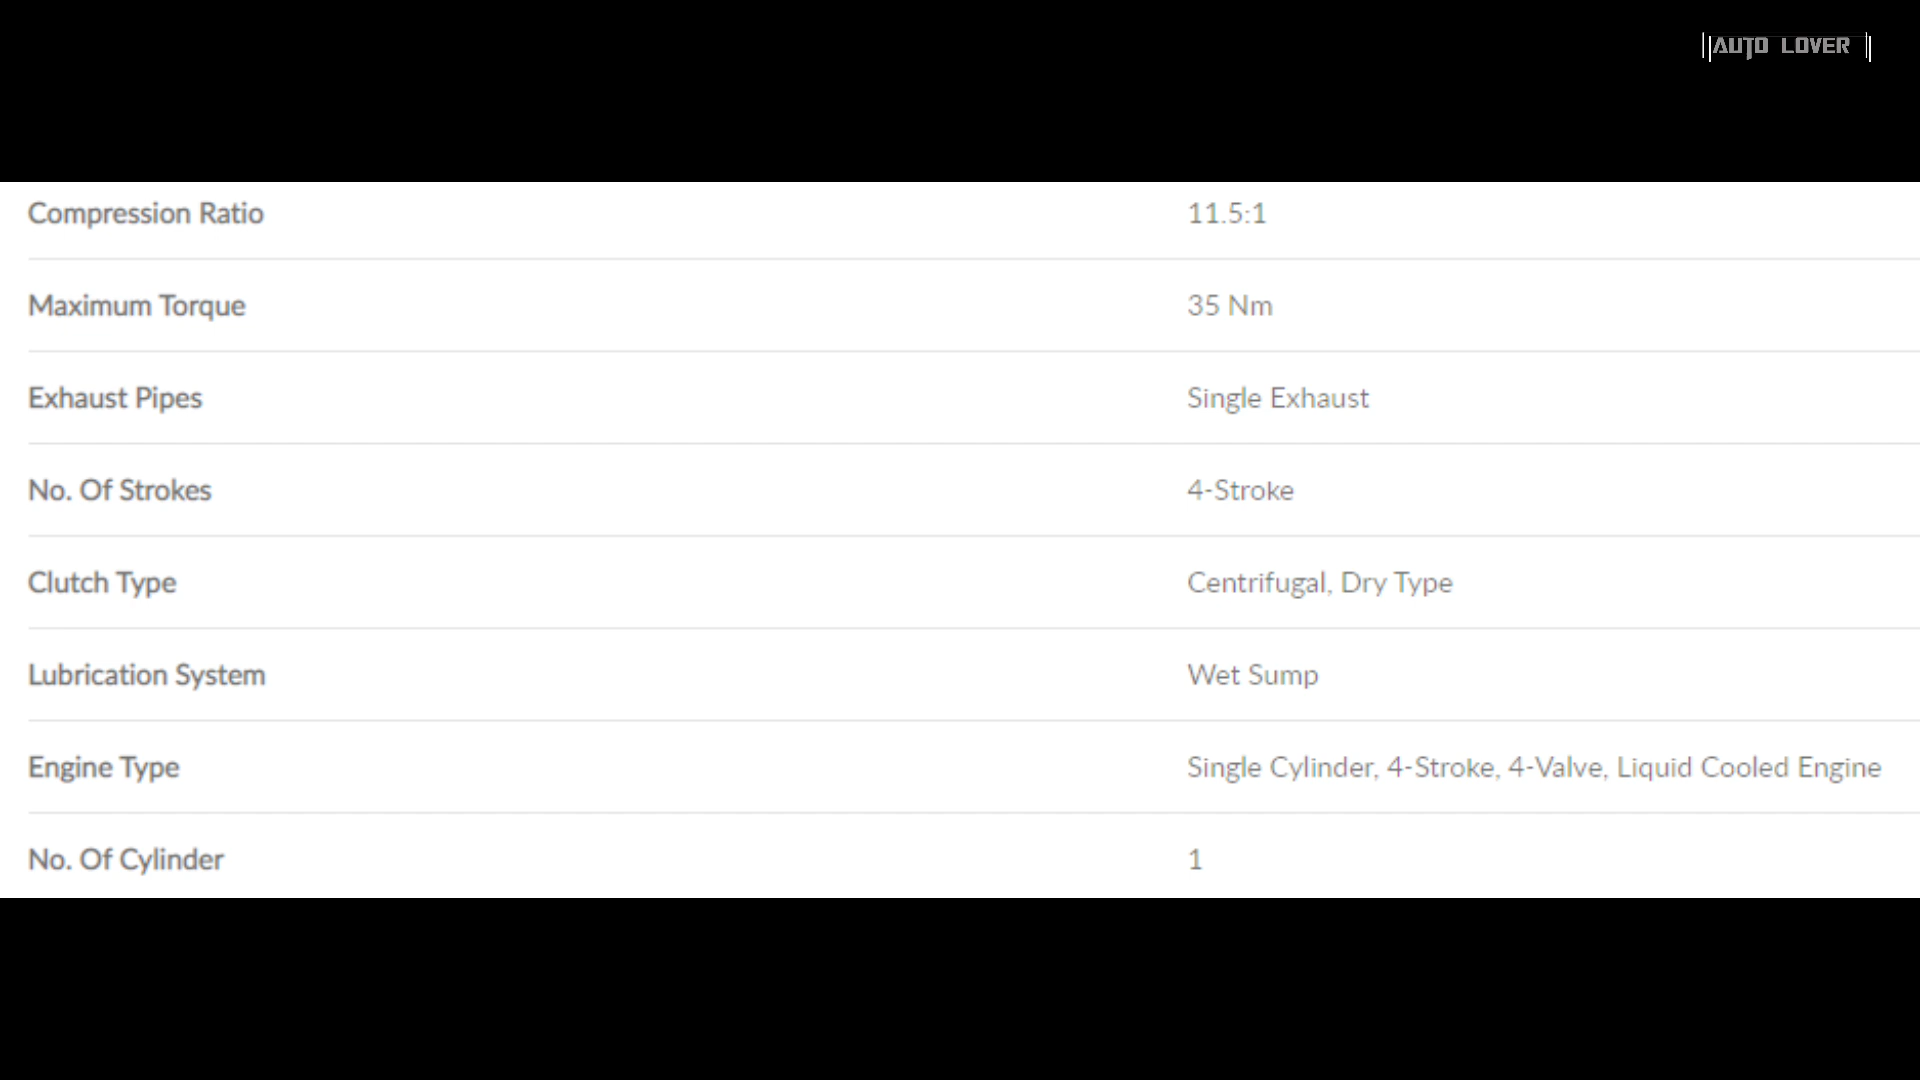 AUTO LOVER
Compression Ratio 11.5:1
Maximum Torque 35 Nm
Exhaust Pipes Single Exhaust
No. Of Strokes 4-Stroke
Clutch Type Centrifugal, Dry Type
Lubrication System Wet Sump
Engine Type Single Cylinder, 4-Stroke, 4-Valve, Liquid Cooled Engine
No. Of Cylinder 1